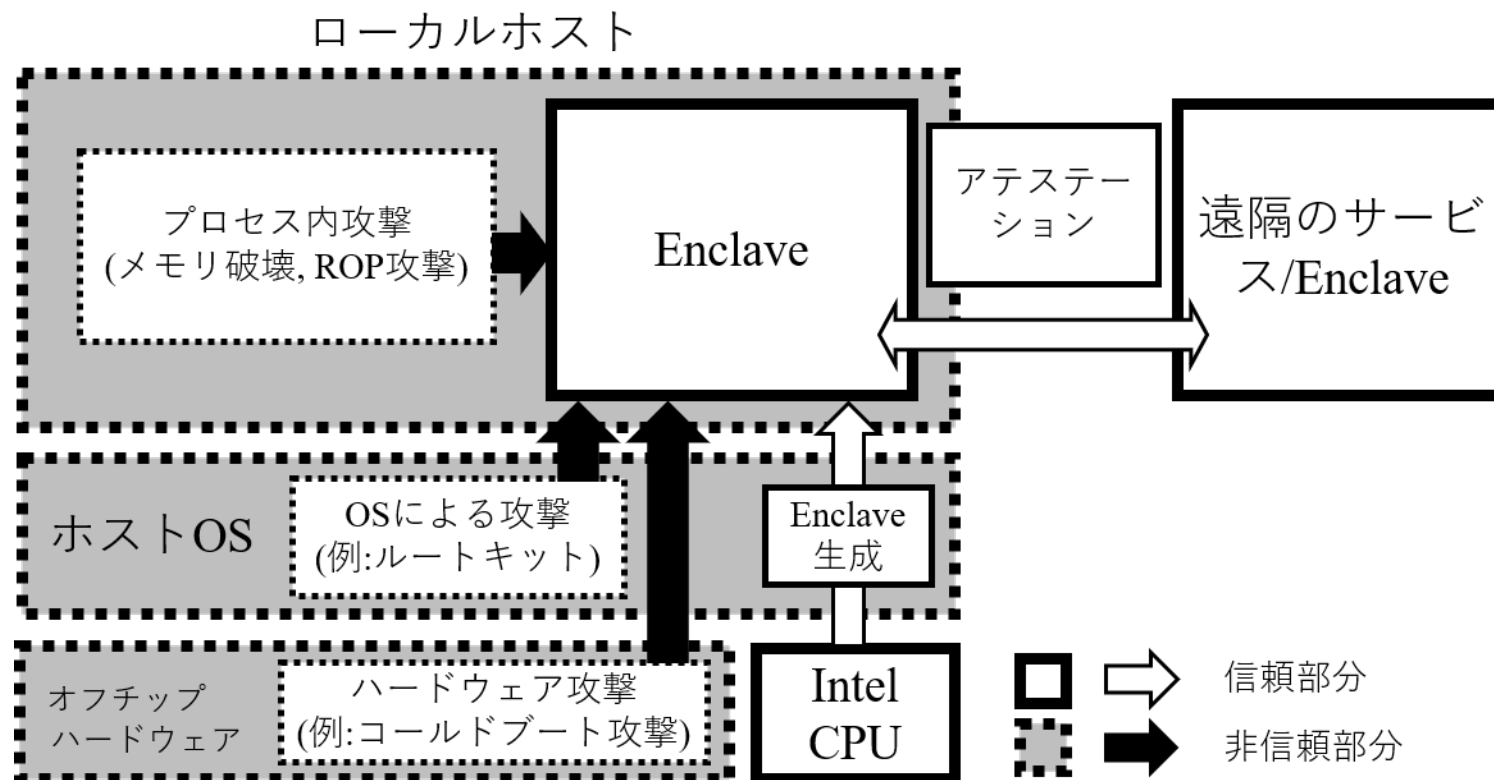 ローカルホスト
プロセス内攻撃
(メモリ破壊, ROP攻撃)
Enclave
アテステー
ション
遠隔のサービ
ス/Enclave
ホストOS
OSによる攻撃
(例:ルートキット)
Enclave
生成
オフチップ
ハードウェア
ハードウェア攻撃
(例:コールドブート攻撃)
Intel
CPU
信頼部分
非信頼部分